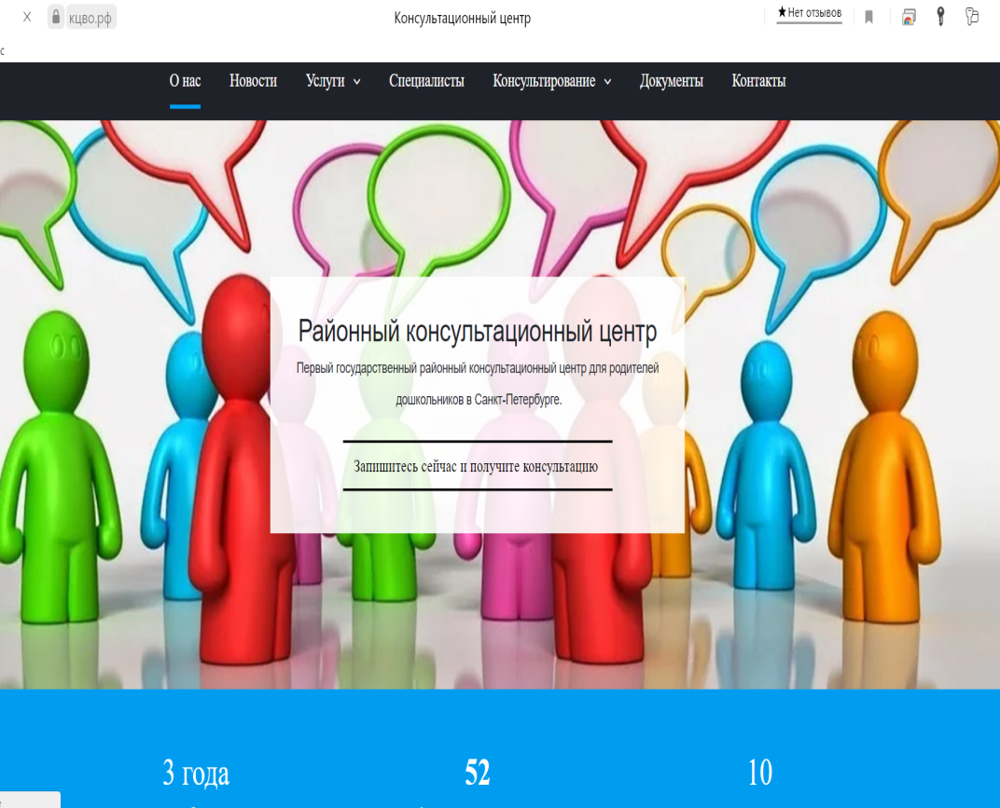 кцво.рф
Консультационный центр
★Нет отзывов
с
О нас
Новости
Услуги
Специалисты
Консультирование
Документы
Контакты
Районный консультационный центр
Первый государственный районный консультационный центр для родителей
дошкольников в Санкт-Петербурге.
Запишитесь сейчас и получите консультацию
3 года
52
10